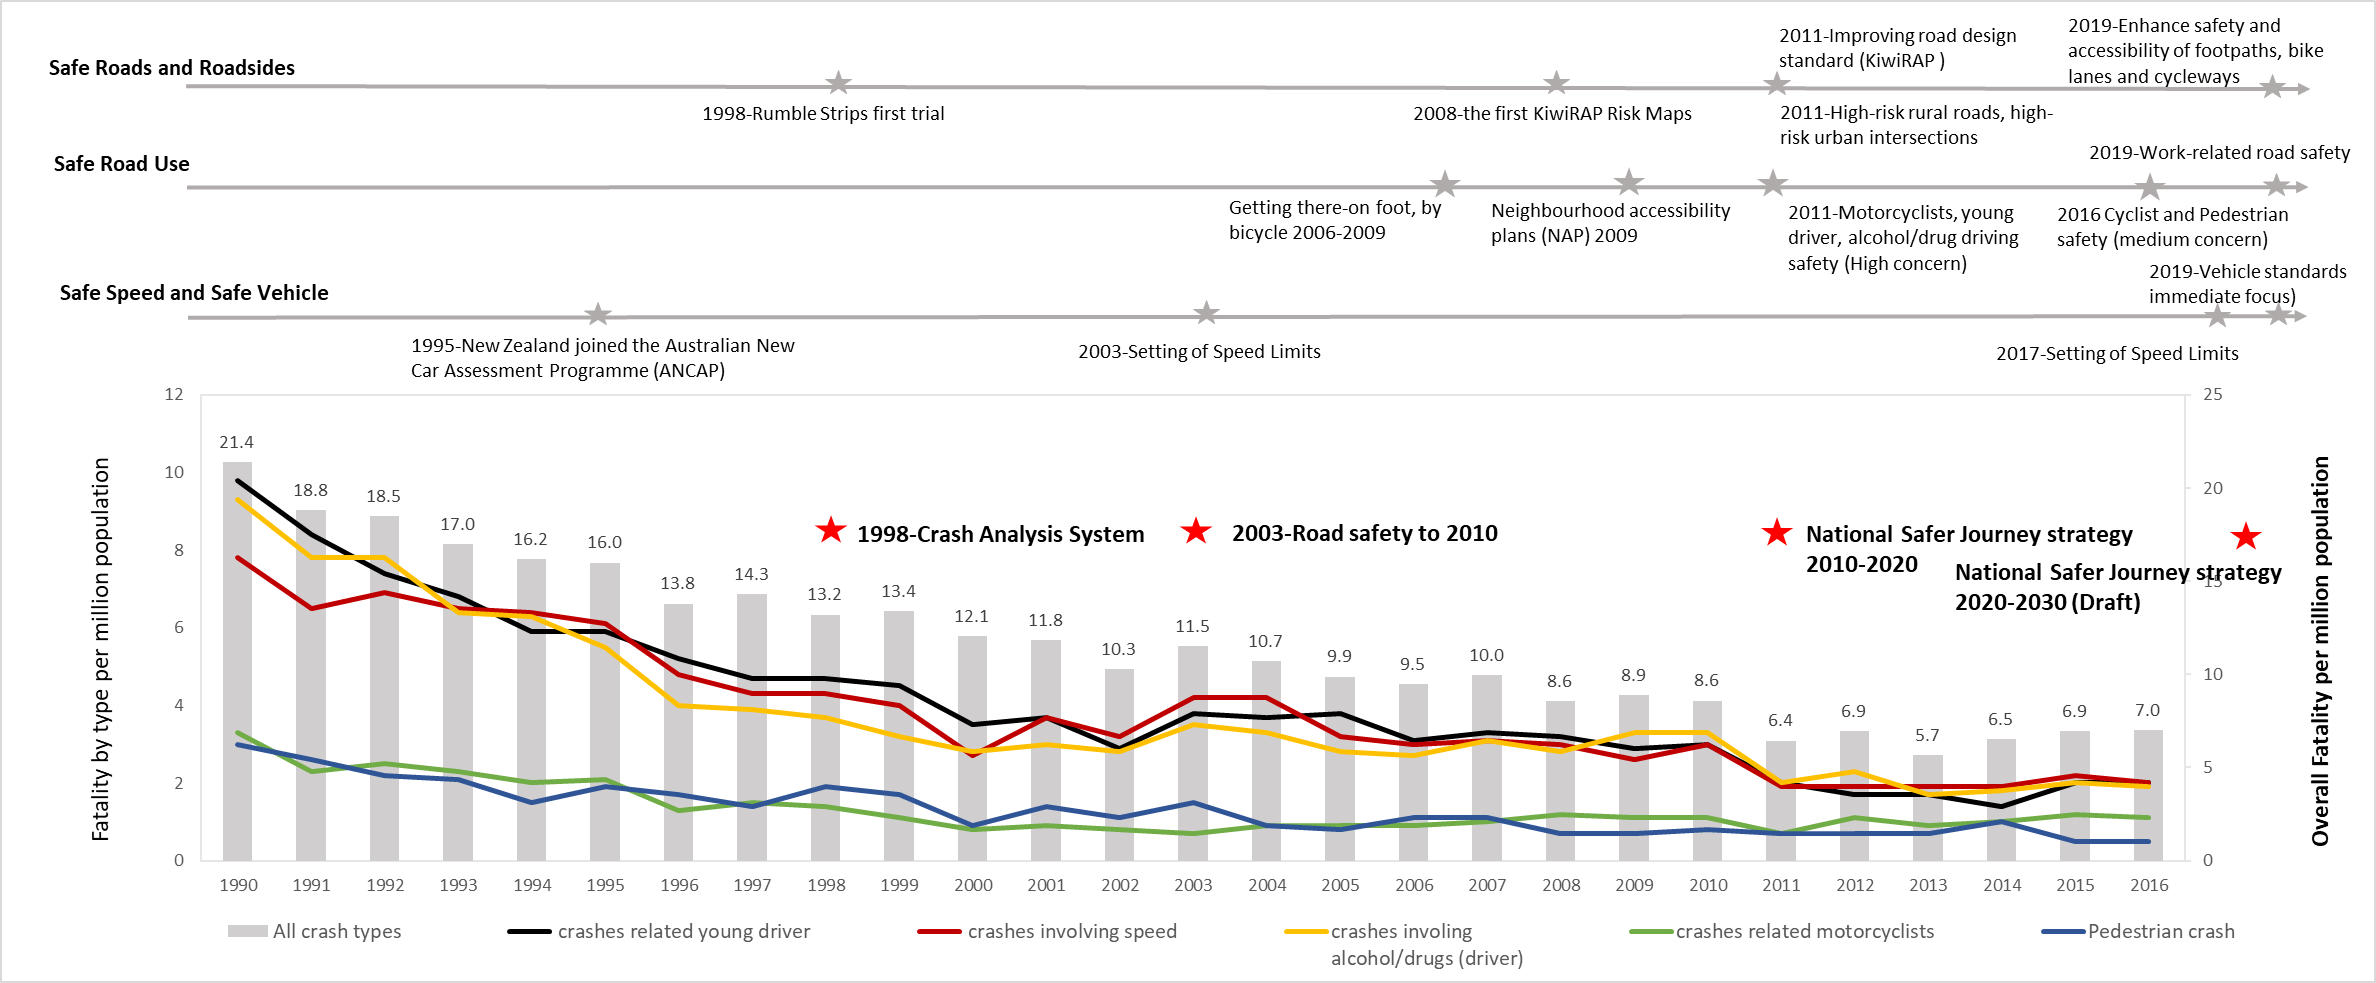 Safe Roads and Roadsides
1998-Rumble Strips first trial
2008-the first KiwiRAP Risk Maps
2011-Improving road design
standard (KiwiRAP )
2011-High-risk rural roads, high-
risk urban intersections
2019-Enhance safety and
accessibility of footpaths, bike
lanes and cycleways
Safe Road Use
Getting there-on foot, by
bicycle 2006-2009
Neighbourhood accessibility
plans (NAP) 2009
2011-Motorcyclists, young
driver, alcohol/drug driving
safety (High concern)
2019-Work-related road safety
2016 Cyclist and Pedestrian
safety (medium concern)
Safe Speed and Safe Vehicle
1995-New Zealand joined the Australian New
Car Assessment Programme (ANCAP)
2003-Setting of Speed Limits
2019-Vehicle standards
immediate focus)
2017-Setting of Speed Limits
Fatality by type per million population
12
10
8
6
4
2
0
21.4
18.8
18.5
17.0
16.2
16.0
13.8
14.3
13.2
13.4
12.1
11.8
10.3
11.5
10.7
9.9
9.5
10.0
8.6
8.9
8.6
6.4
6.9
5.7
6.5
6.9
7.0
1998-Crash Analysis System
2003-Road safety to 2010
National Safer Journey strategy
2010-2020
National Safer Journey strategy
2020-2030 (Draft)
25
20
15
10
5
0
Overall Fatality per million population
1990 1991 1992 1993 1994 1995 1996 1997 1998 1999 2000 2001 2002 2003 2004 2005 2006 2007 2008 2009 2010 2011 2012 2013 2014 2015 2016
All crash types
crashes related young driver
crashes involving speed
crashes involing
alcohol/drugs (driver)
crashes related motorcyclists
Pedestrian crash